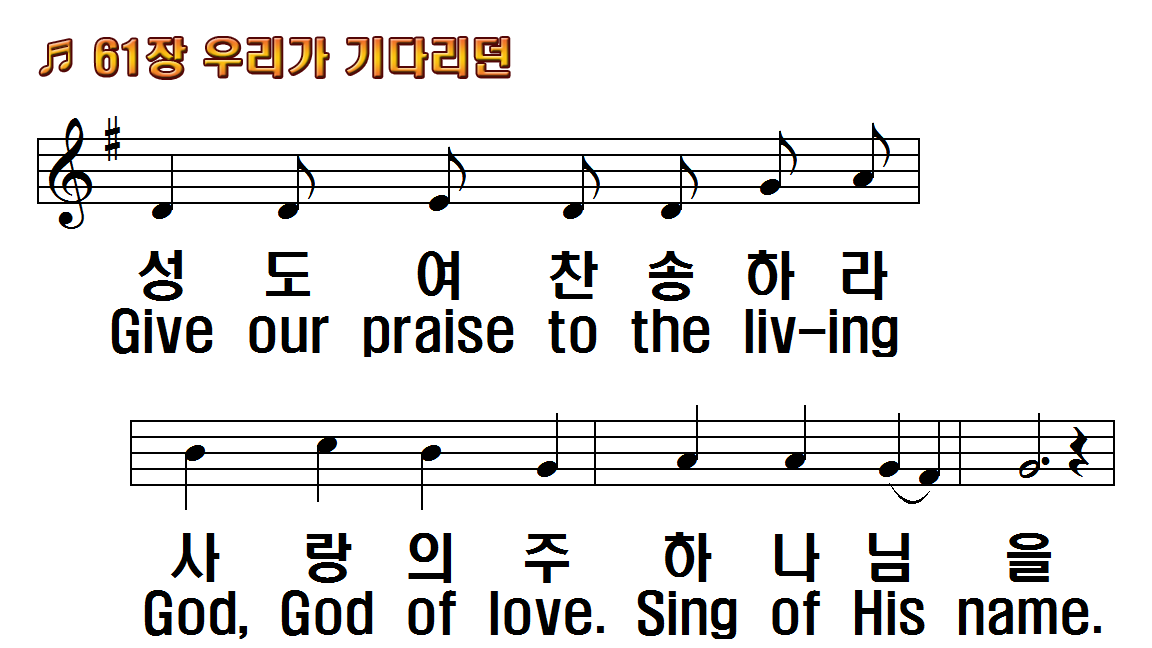 ♬ 61장 우리가 기다리던
성 도 여 찬 송 하 라
Give our praise to the liv-ing
사 랑 의 주 하 나 님 을
God, God of love. Sing of His name.